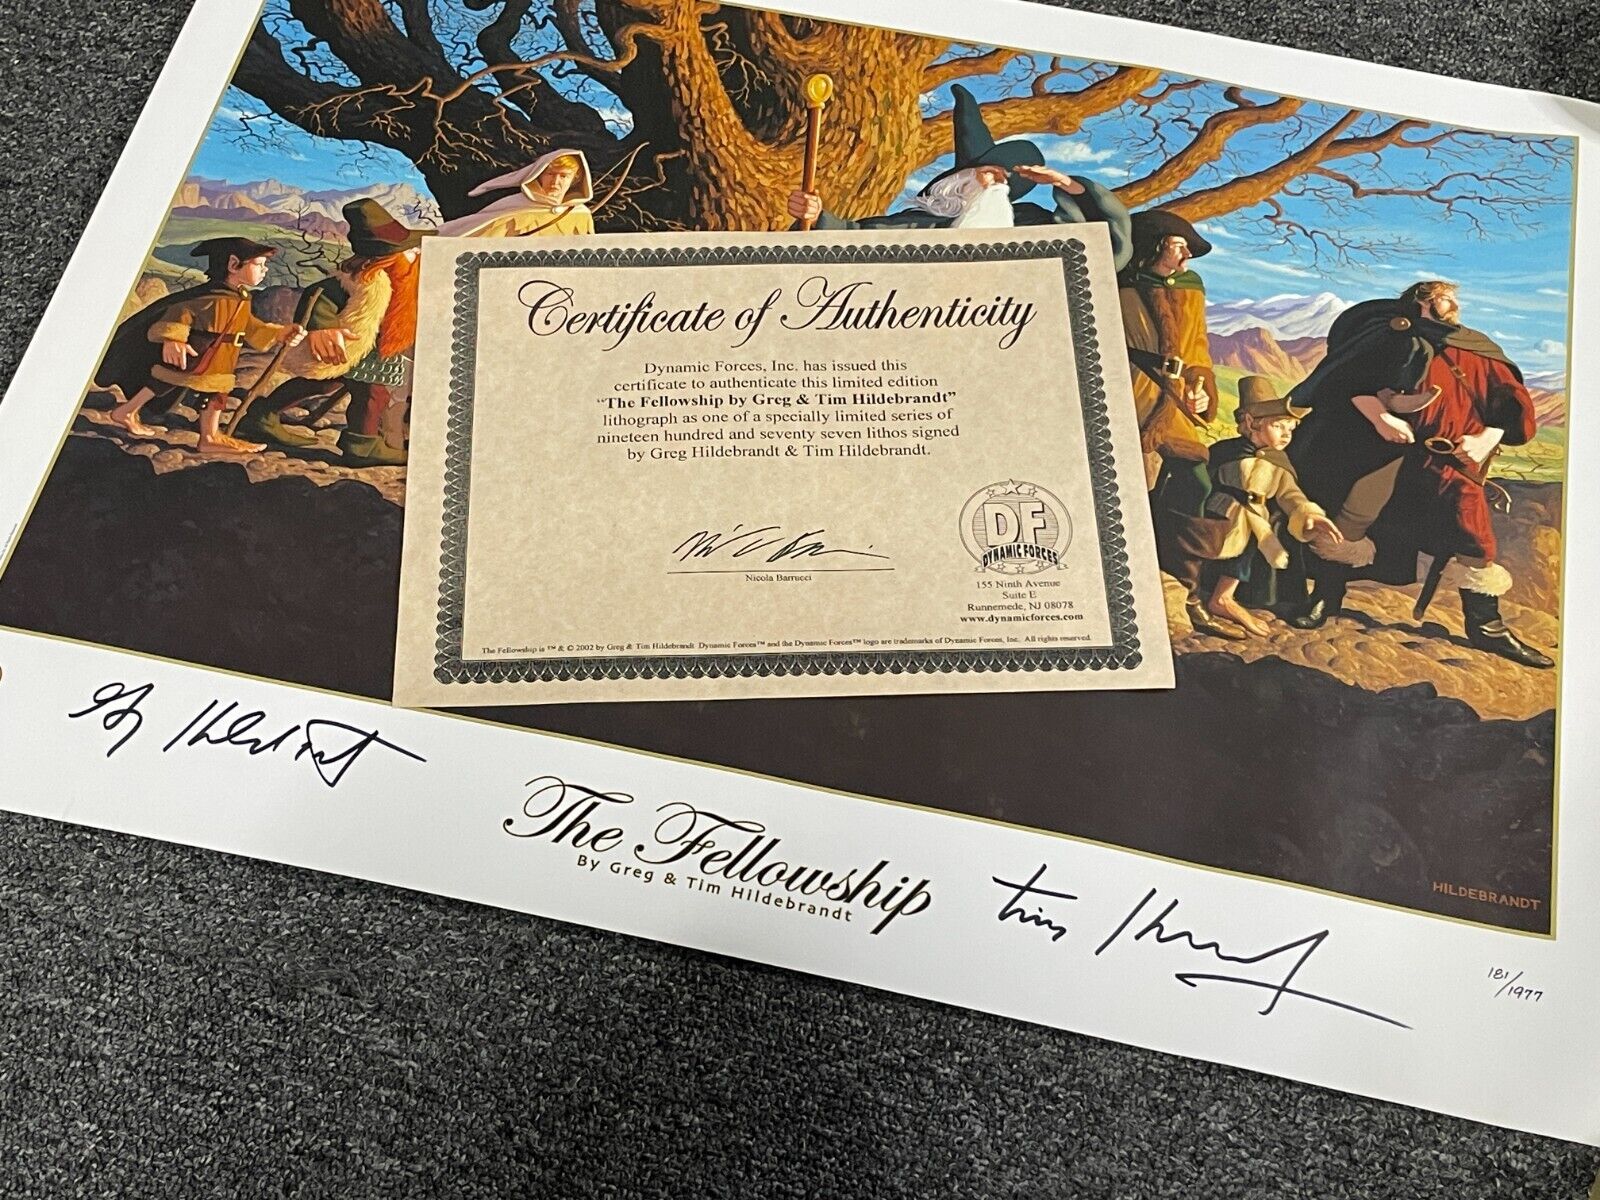 Certificate of Authenticity
Dynamic Forces, Inc. has issued this
certificate to authenticate this limited edition
"The Fellowship by Greg & Tim Hildebrandt"
lithograph as one of a specially limited series of
nineteen hundred and seventy seven lithos signed
by Greg Hildebrandt & Tim Hildebrandt.
Nicola Barrucci
DF
DYNAMIC FORCES
155 Ninth Avenue
Suite E
Runnemede, NJ 08078
www.dynamicforces.com
The Fellowship is ™ & © 2002 by Greg & Tim Hildebrandt Dynamic Forces™ and the Dynamic Forces™ logo are trademarks of Dynamic Forces, Inc. All rights reserved.
HILDEBRANDT
Greg Hildebrandt
The Fellowship
By Greg & Tim Hildebrandt
Tim Hildebrandt
181/1977